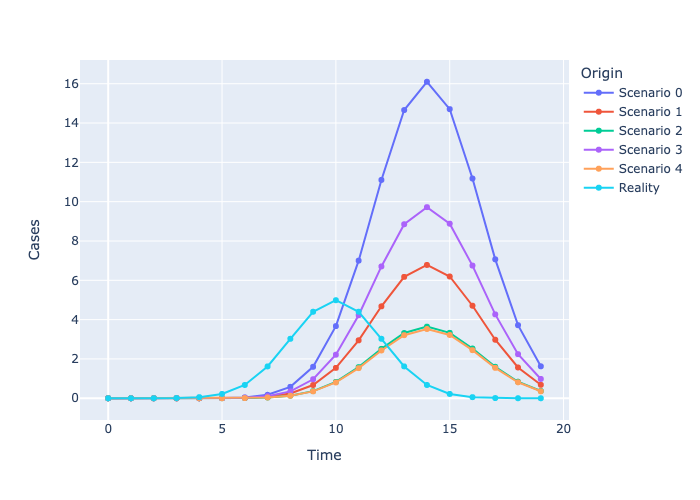 Origin
Scenario 0
Scenario 1
Scenario 2
Scenario 3
Scenario 4
Reality
Cases
16
14
12
10
8
6
4
2
0
0 5 10 15 20
Time